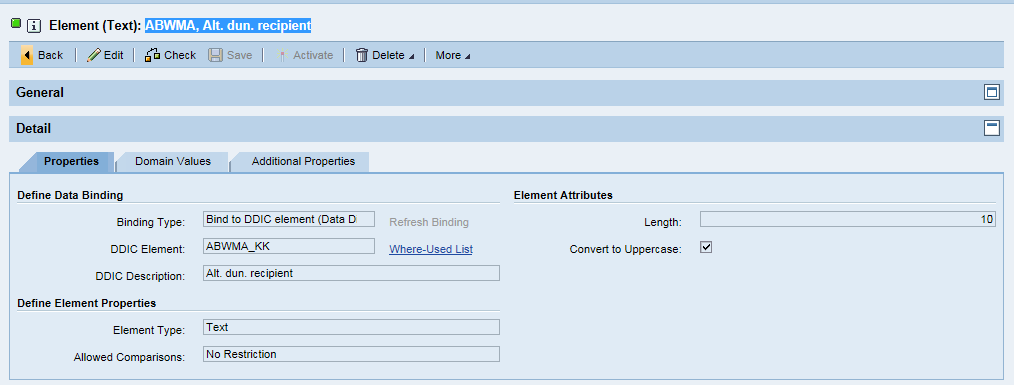 Element (Text): ABWMA, Alt. dun. recipient
Back Edit Check Save Activate Delete More
General
Detail
Properties Domain Values Additional Properties
Define Data Binding
Binding Type: Bind to DDIC element (Data D Refresh Binding
DDIC Element: ABWMA_KK Where-Used List
DDIC Description: Alt. dun. recipient
Define Element Properties
Element Type: Text
Allowed Comparisons: No Restriction
Element Attributes
Length: 10
Convert to Uppercase: